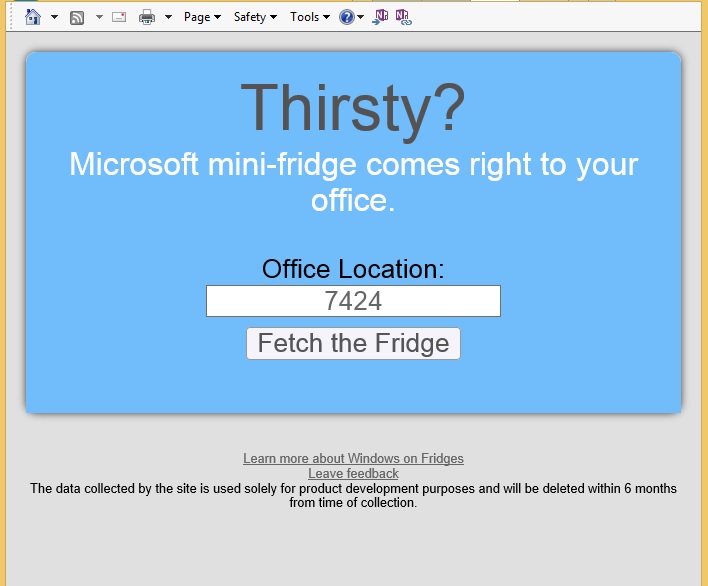 Page Safety Tools
Thirsty?
Microsoft mini-fridge comes right to your
office.
Office Location:
7424
Fetch the Fridge
Learn more about Windows on Fridges
Leave feedback
The data collected by the site is used solely for product development purposes and will be deleted within 6 months
from time of collection.